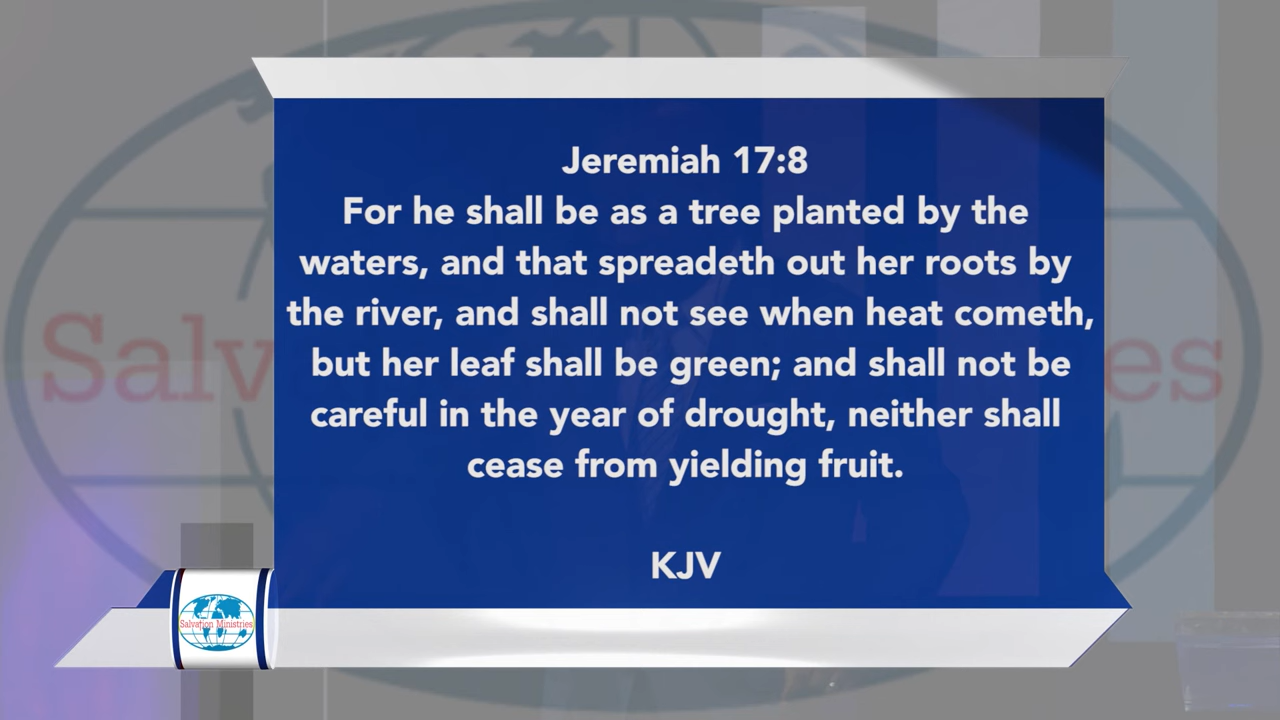 Jeremiah 17:8
For he shall be as a tree planted by the
waters, and that spreadeth out her roots by
the river, and shall not see when heat cometh,
but her leaf shall be green; and shall not be
careful in the year of drought, neither shall
cease from yielding fruit.
KJV
Salv
es
Salvation Ministries